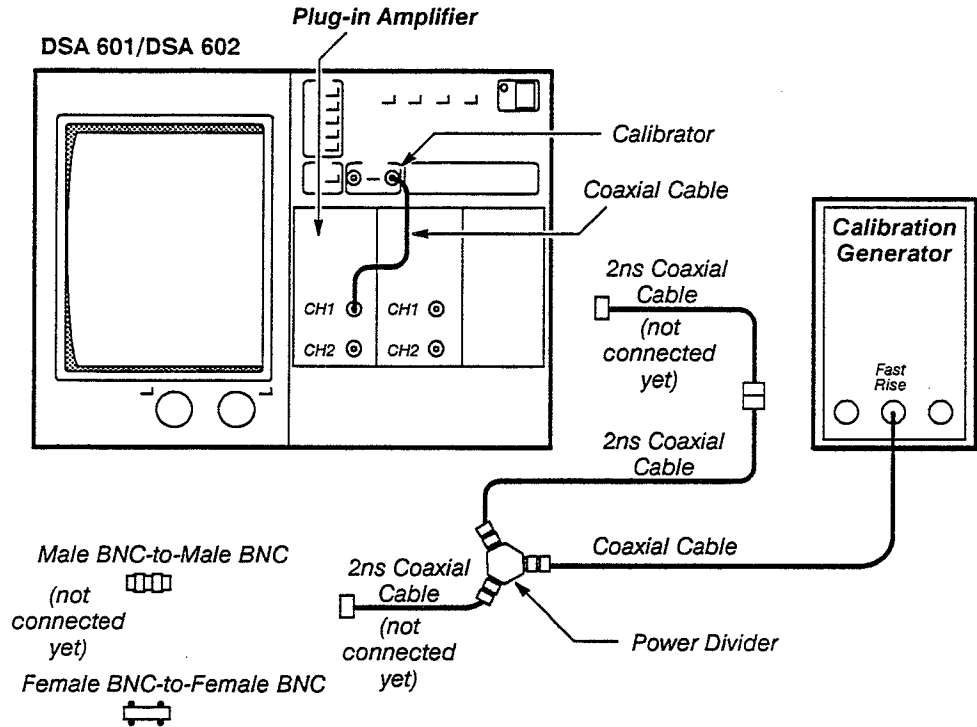 Plug-in Amplifier
DSA 601/DSA 602
Calibrator
Coaxial Cable
CH1
CH1
CH2
CH2
Calibration
Generator
Fast
Rise
2ns Coaxial
Cable
(not
connected
yet)
2ns Coaxial
Cable
Male BNC-to-Male BNC
(not
connected
yet)
2ns Coaxial
Cable
(not
connected
yet)
Coaxial Cable
Power Divider
Female BNC-to-Female BNC